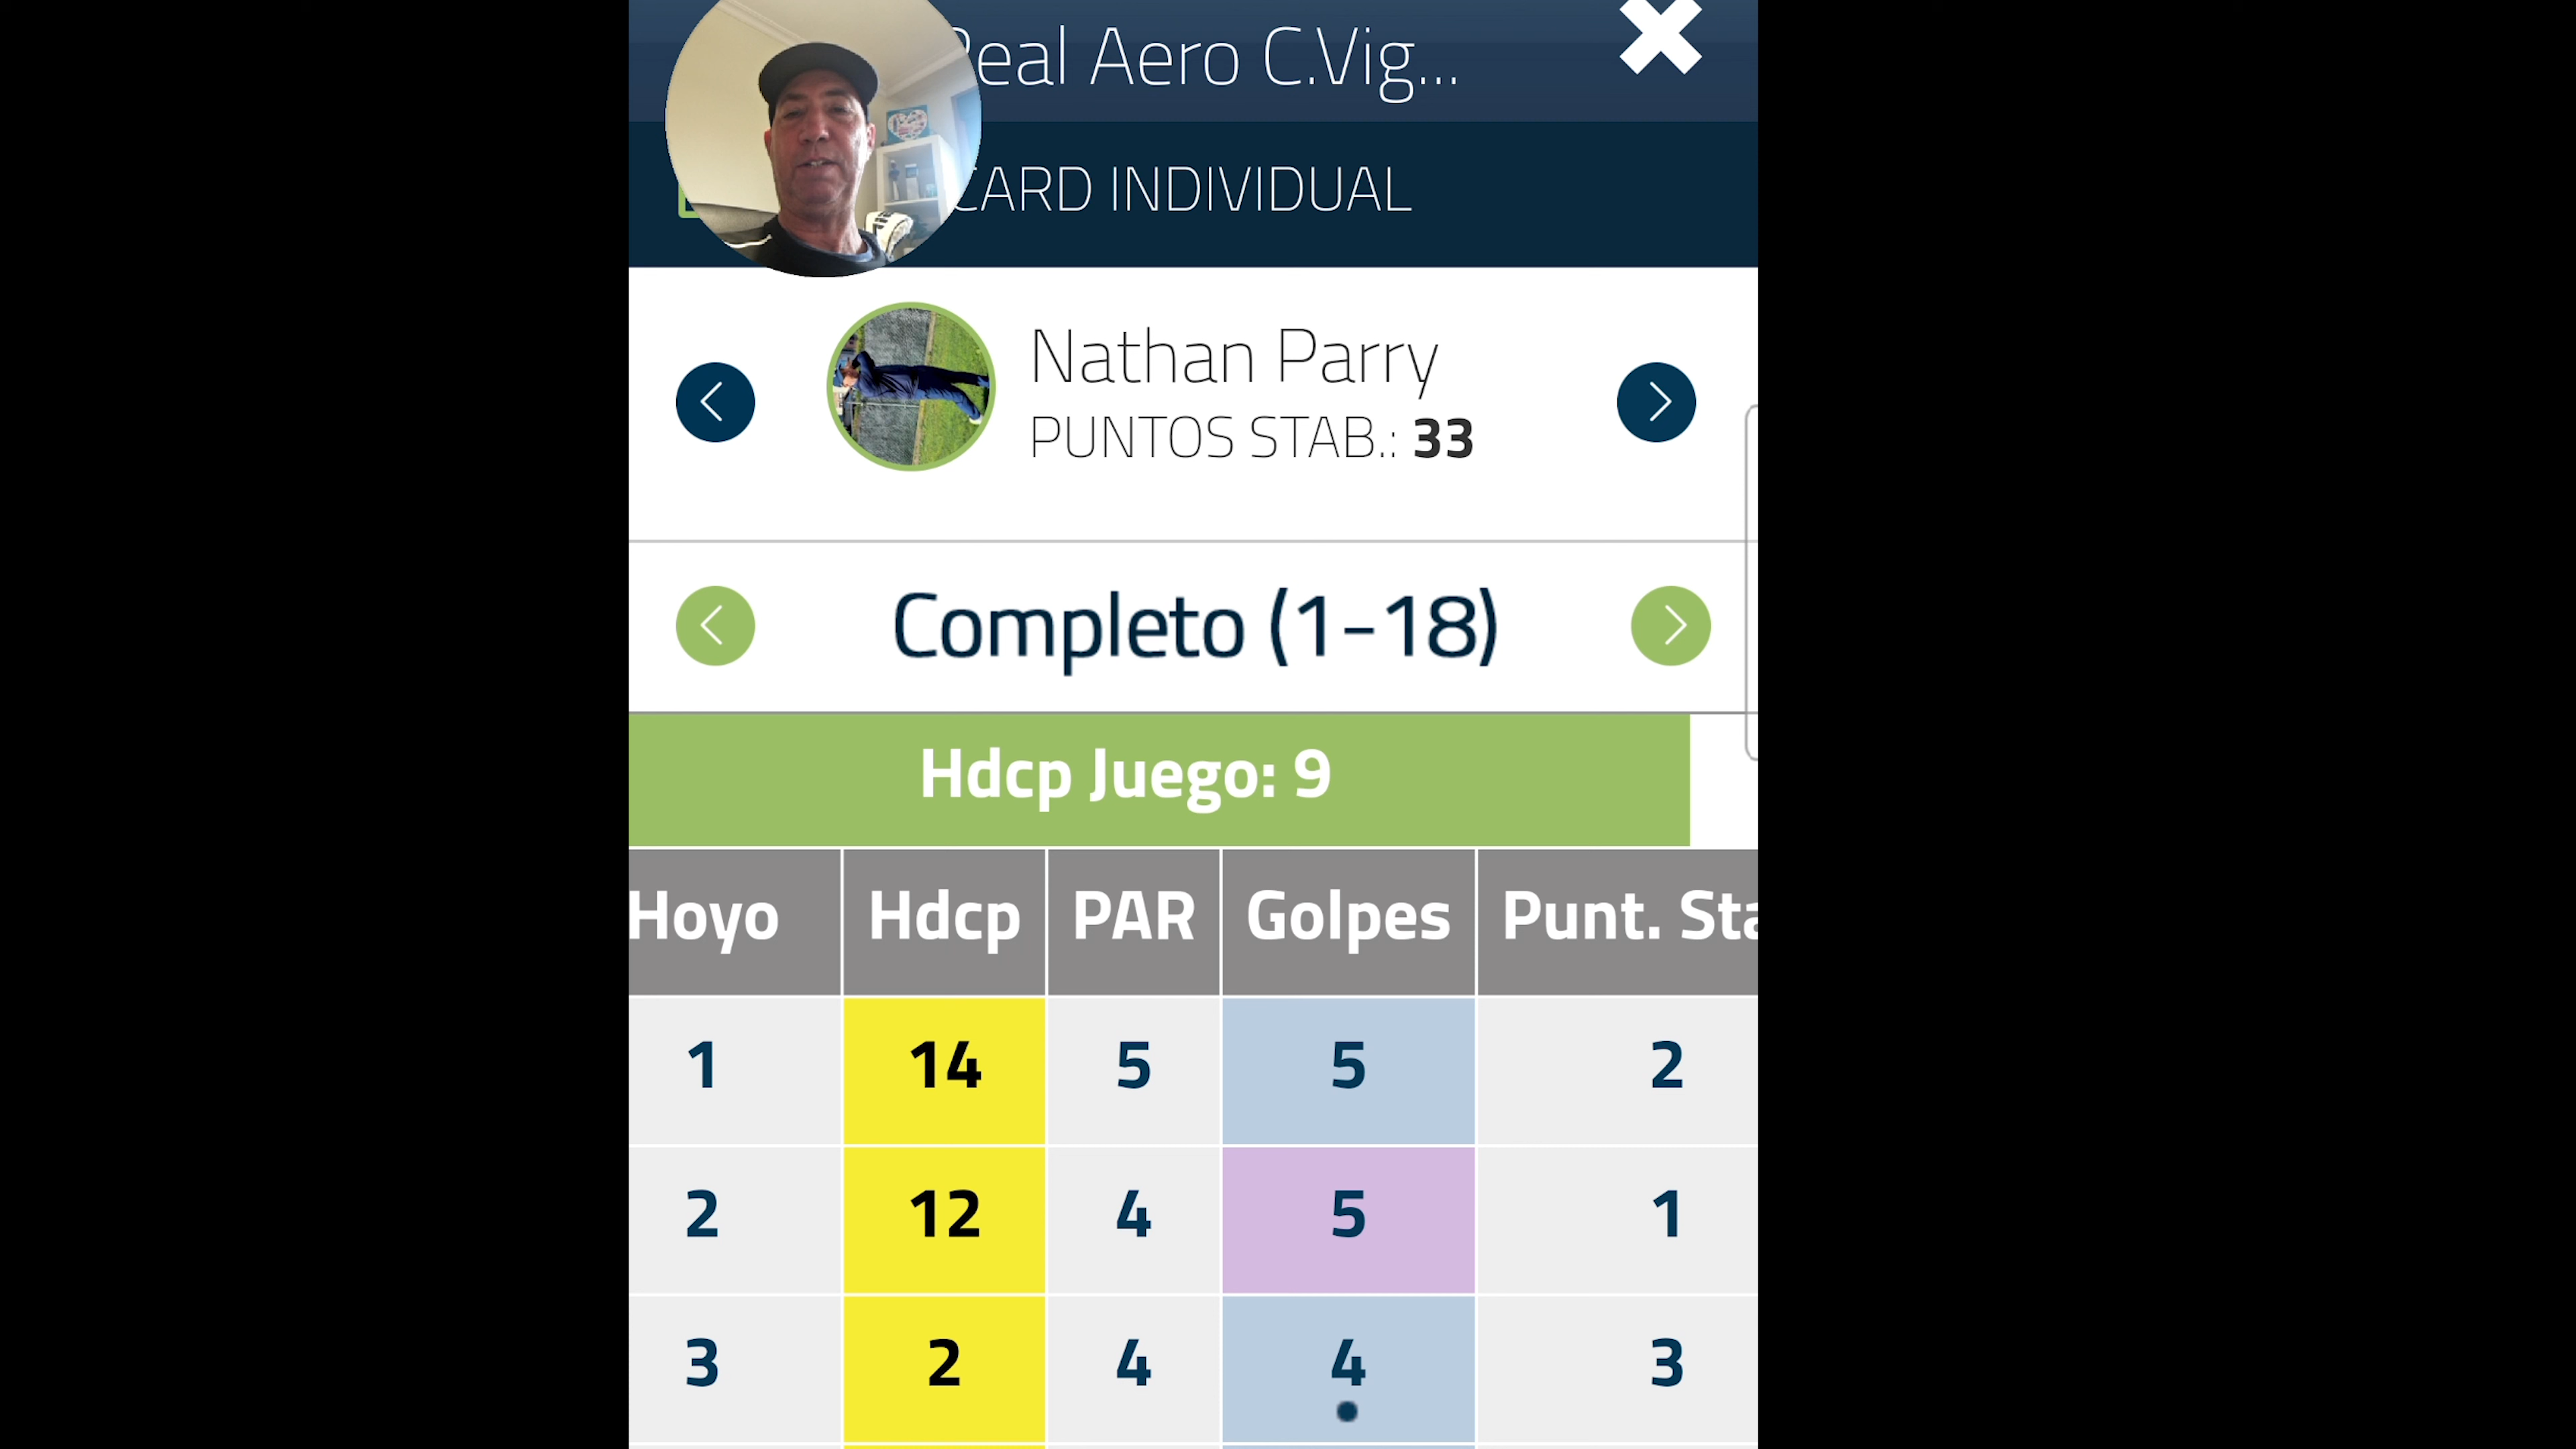 eal Aero C.Vig...
CARD INDIVIDUAL
Nathan Parry
PUNTOS STAB.: 33
Completo (1-18)
Hdcp Juego: 9
Hoyo Hdcp PAR Golpes Punt. Sta
1 14 5 5 2
2 12 4 5 1
3 2 4 4 3